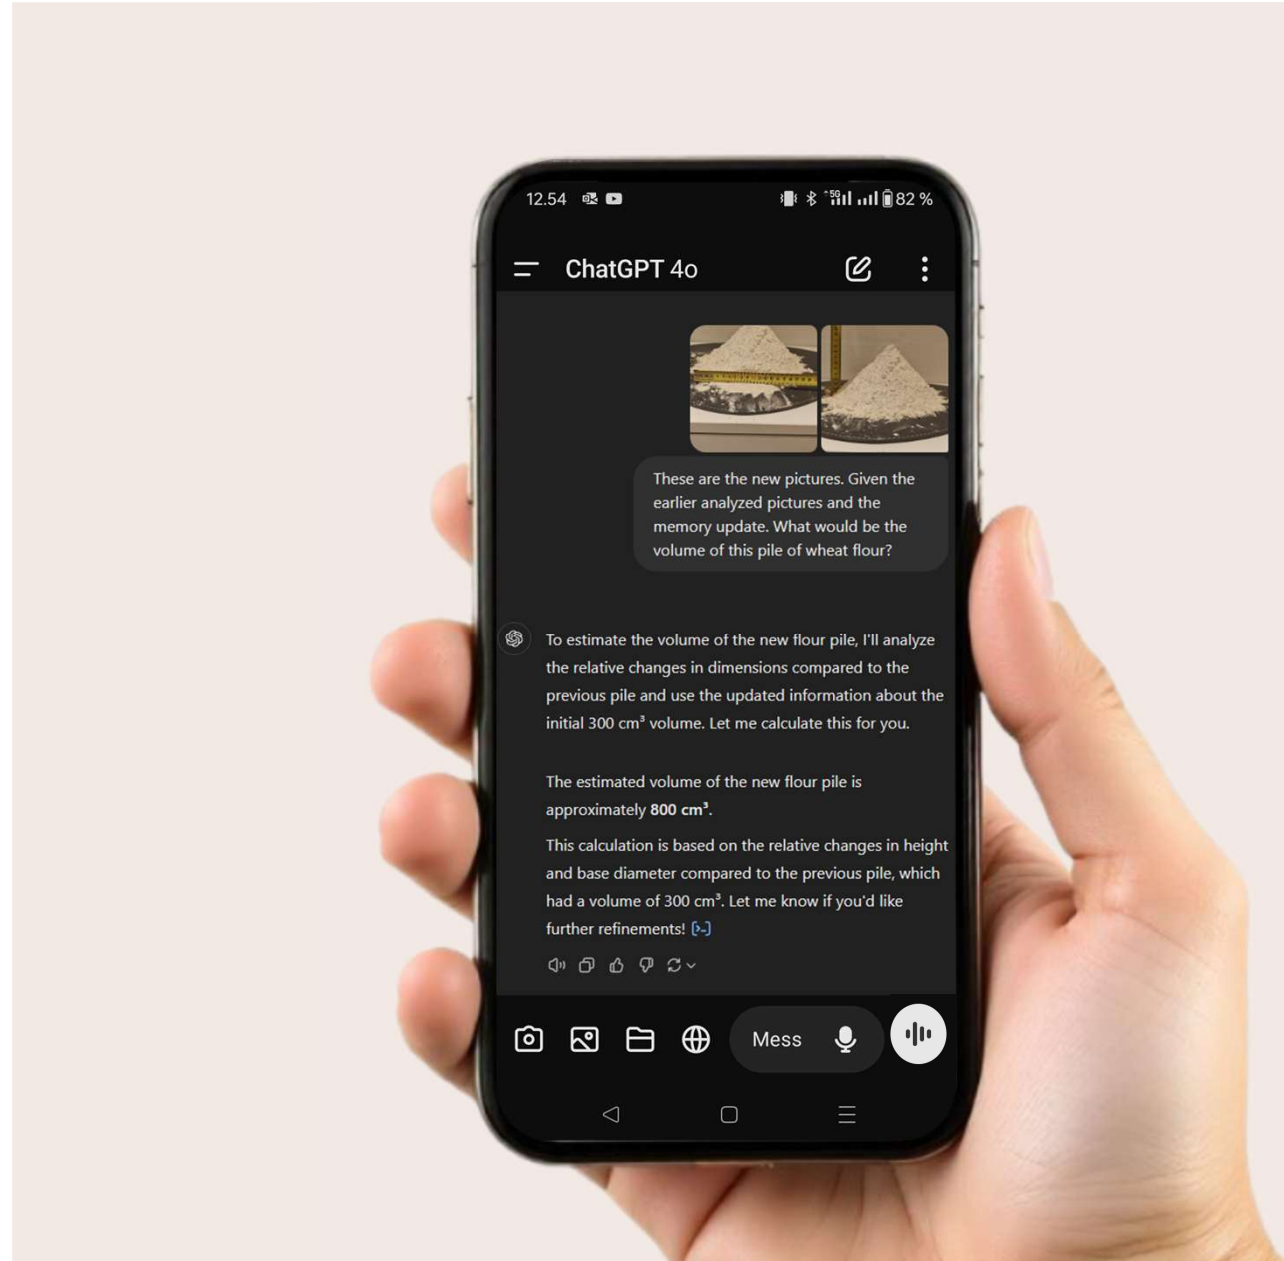 12.54
5G
82 %
ChatGPT 4o
These are the new pictures. Given the
earlier analyzed pictures and the
memory update. What would be the
volume of this pile of wheat flour?
To estimate the volume of the new flour pile, I'll analyze
the relative changes in dimensions compared to the
previous pile and use the updated information about the
initial 300 cm³ volume. Let me calculate this for you.
The estimated volume of the new flour pile is
approximately 800 cm³.
This calculation is based on the relative changes in height
and base diameter compared to the previous pile, which
had a volume of 300 cm³. Let me know if you'd like
further refinements! [>-]
Mess